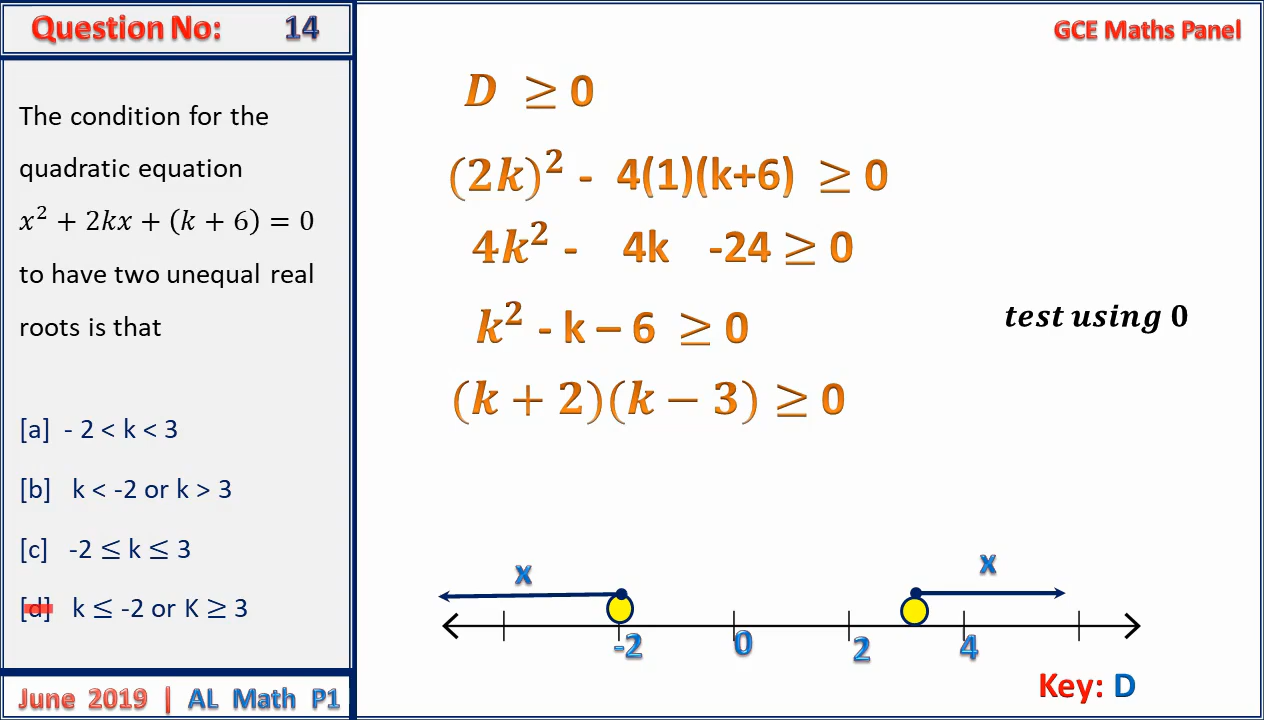 Question No: 14
GCE Maths Panel
The condition for the
quadratic equation
x² + 2kx + (k + 6) = 0
to have two unequal real
roots is that
[a] - 2 < k < 3
[b] k < -2 or k > 3
[c] -2 ≤ k ≤ 3
[d] k ≤ -2 or K ≥ 3
June 2019 | AL Math P1
D ≥ 0
(2k)² - 4(1)(k+6) ≥ 0
4k² - 4k -24 ≥ 0
k² - k – 6 ≥ 0
test using 0
(k + 2)(k − 3) ≥ 0
x x
-2 0 2 4
Key: D